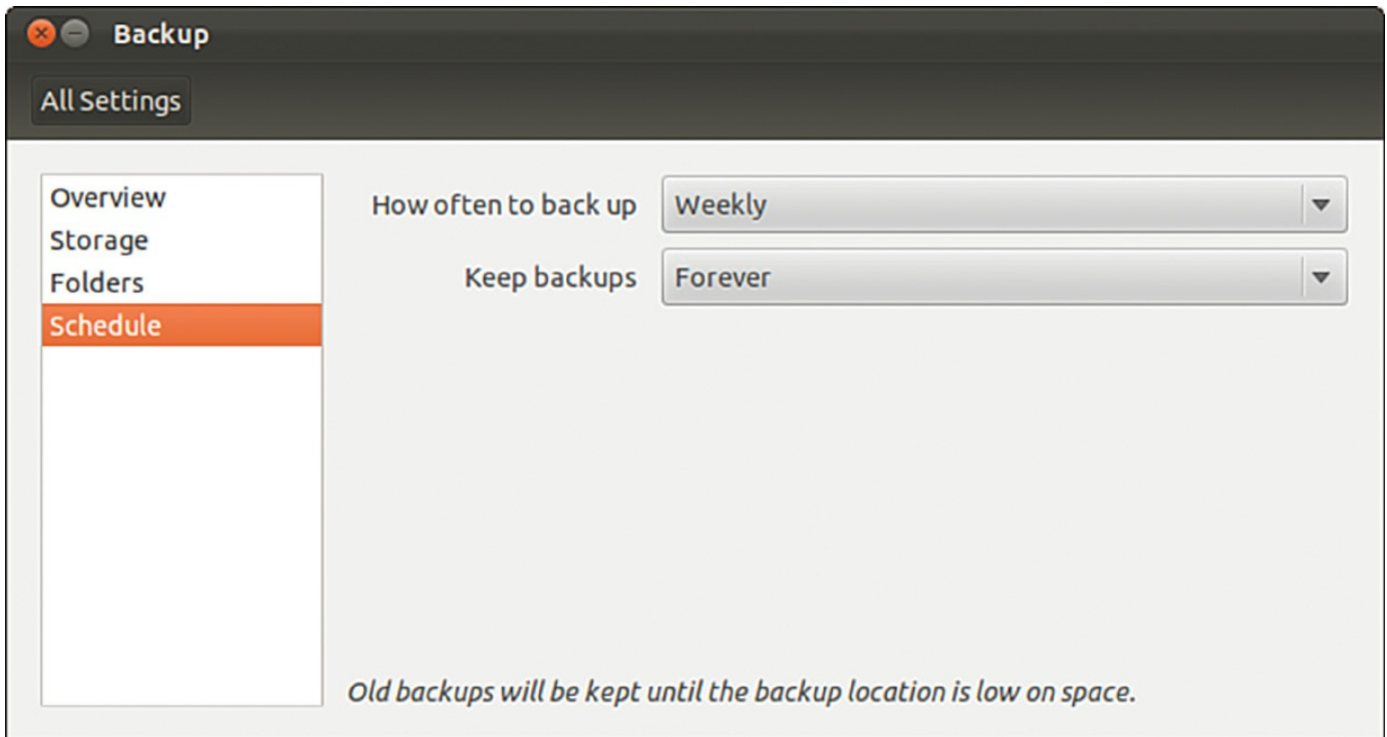 Backup
All Settings
Overview
Storage
Folders
Schedule
How often to back up Weekly
Keep backups Forever
Old backups will be kept until the backup location is low on space.